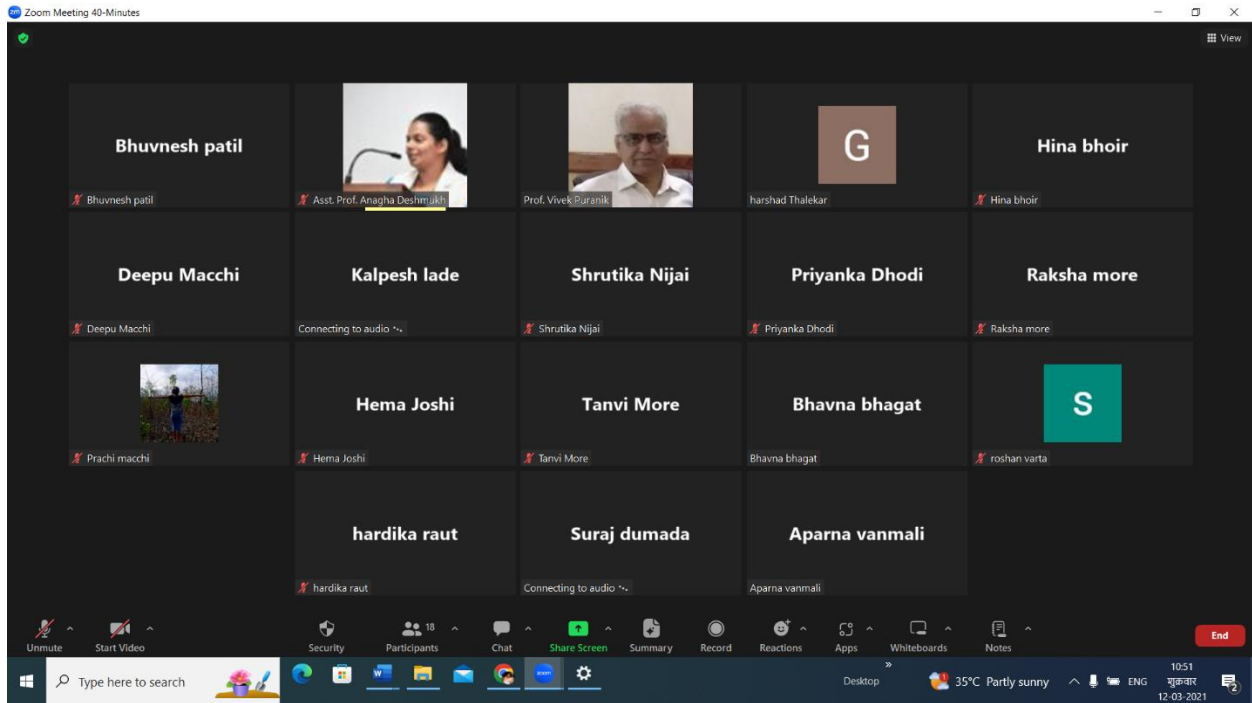 zm Zoom Meeting 40-Minutes
View
Bhuvnesh patil
Hina bhoir
G
Bhuvnesh patil
Asst. Prof. Anagha Deshmukh
Prof. Vivek Puranik
harshad Thalekar
Hina bhoir
Deepu Macchi
Kalpesh lade
Shrutika Nijai
Priyanka Dhodi
Raksha more
Deepu Macchi
Connecting to audio
Shrutika Nijai
Priyanka Dhodi
Raksha more
Hema Joshi
Tanvi More
Bhavna bhagat
S
Prachi macchi
Hema Joshi
Tanvi More
Bhavna bhagat
roshan varta
hardika raut
Suraj dumada
Aparna vanmali
hardika raut
Connecting to audio
Aparna vanmali
18
Unmute
Start Video
Security
Participants
Chat
Share Screen
Summary
Record
Reactions
Apps
Whiteboards
Notes
End
Type here to search
W
zoom
Desktop
»
35°C Partly sunny
ENG
10:51
शुक्रवार
12-03-2021
2